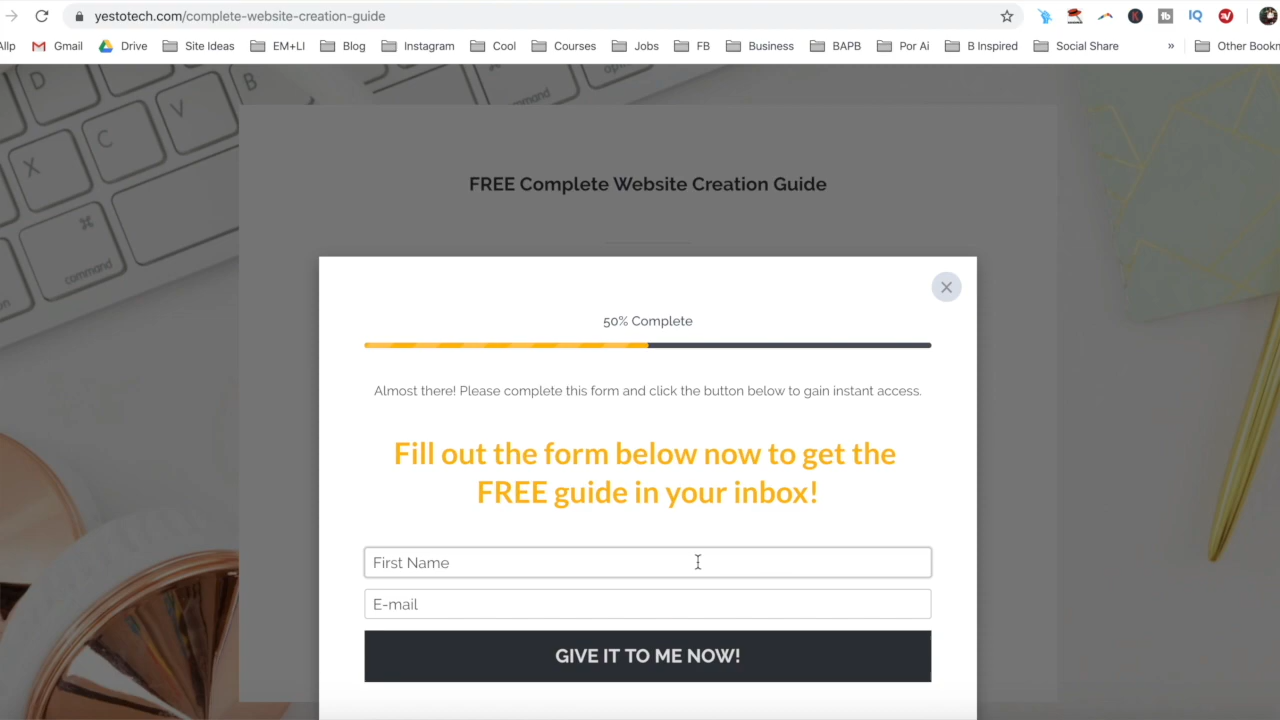 yestotech.com/complete-website-creation-guide
Gmail Drive Site Ideas EM+LI Blog Instagram Cool Courses Jobs FB Business BAPB Por Ai B Inspired Social Share » Other Bookn
D
B
V
C
X
⌘
command
FREE Complete Website Creation Guide
50% Complete
Almost there! Please complete this form and click the button below to gain instant access.
Fill out the form below now to get the
FREE guide in your inbox!
First Name
E-mail
GIVE IT TO ME NOW!